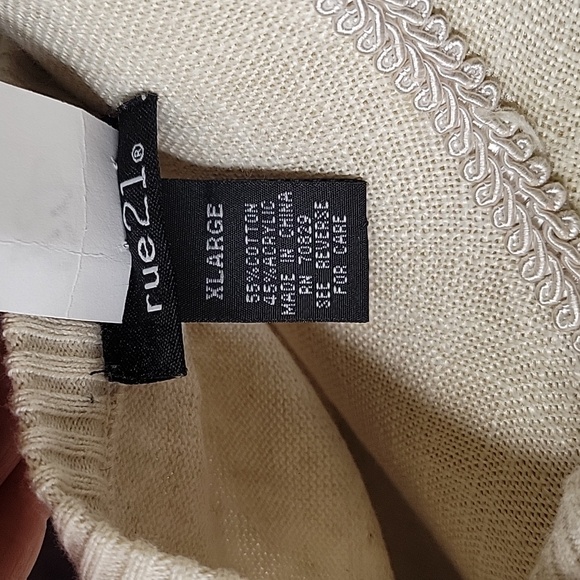 rue21®
XLARGE
55%COTTON
45%ACRYLIC
MADE IN CHINA
RN 70829
SEE REVERSE
FOR CARE